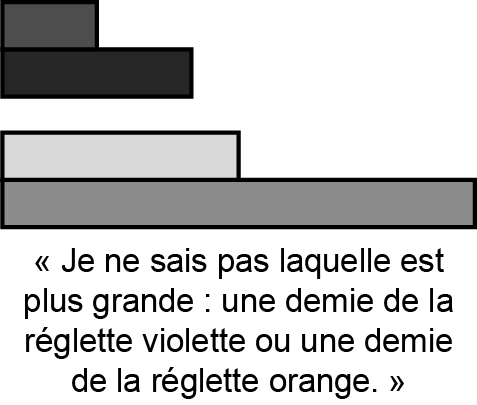 « Je ne sais pas laquelle est
plus grande : une demie de la
réglette violette ou une demie
de la réglette orange. »